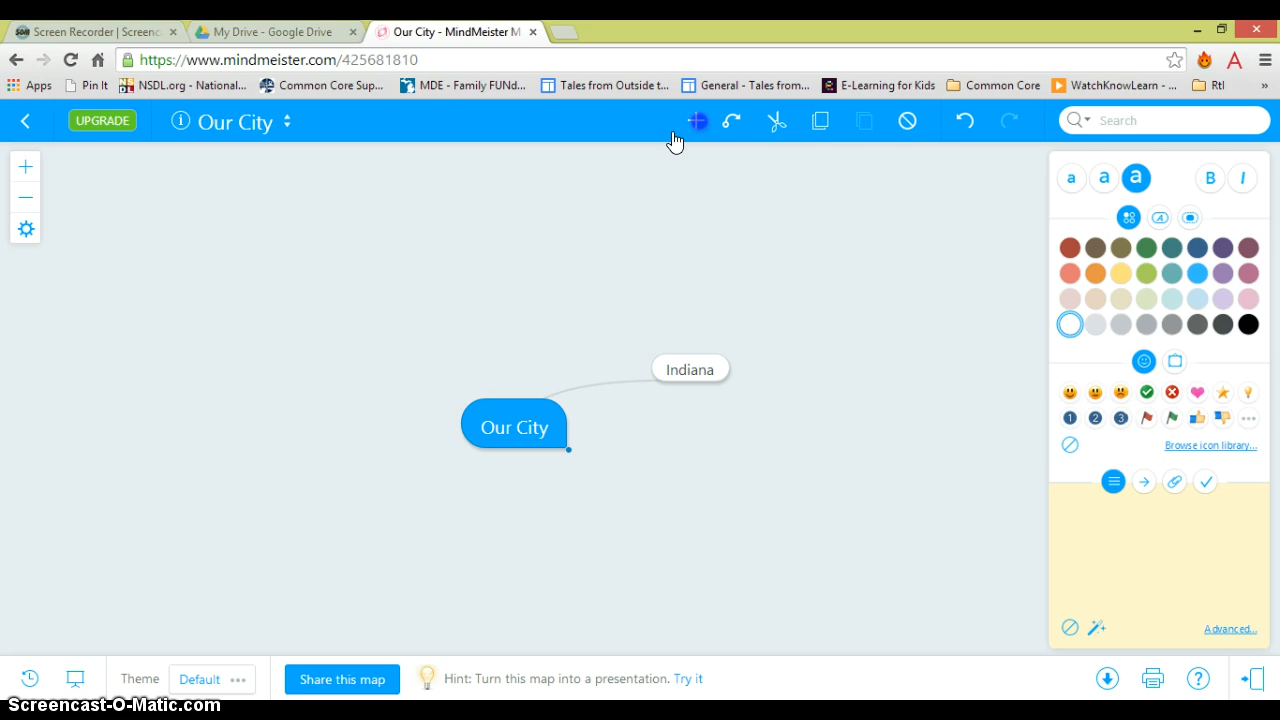 Screen Recorder | Screenc
My Drive - Google Drive
Our City - MindMeister M
https://www.mindmeister.com/425681810
Apps
Pin It
NSDL.org - National...
Common Core Sup...
MDE - Family FUNd...
Tales from Outside t...
General - Tales from...
E-Learning for Kids
Common Core
WatchKnowLearn - ...
RtI
»
UPGRADE
Our City
Search
a a a B I
Indiana
Our City
1 2 3
Browse icon library...
Advanced...
Theme
Default
Share this map
Hint: Turn this map into a presentation. Try it
Screencast-O-Matic.com